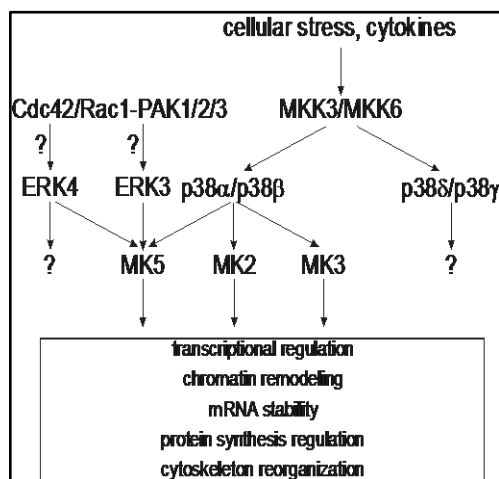 cellular stress, cytokines
Cdc42/Rac1-PAK1/2/3 MKK3/MKK6
? ?
ERK4 ERK3 p38α/p38β p38δ/p38γ
? MK5 MK2 MK3 ?
transcriptional regulation
chromatin remodeling
mRNA stability
protein synthesis regulation
cytoskeleton reorganization